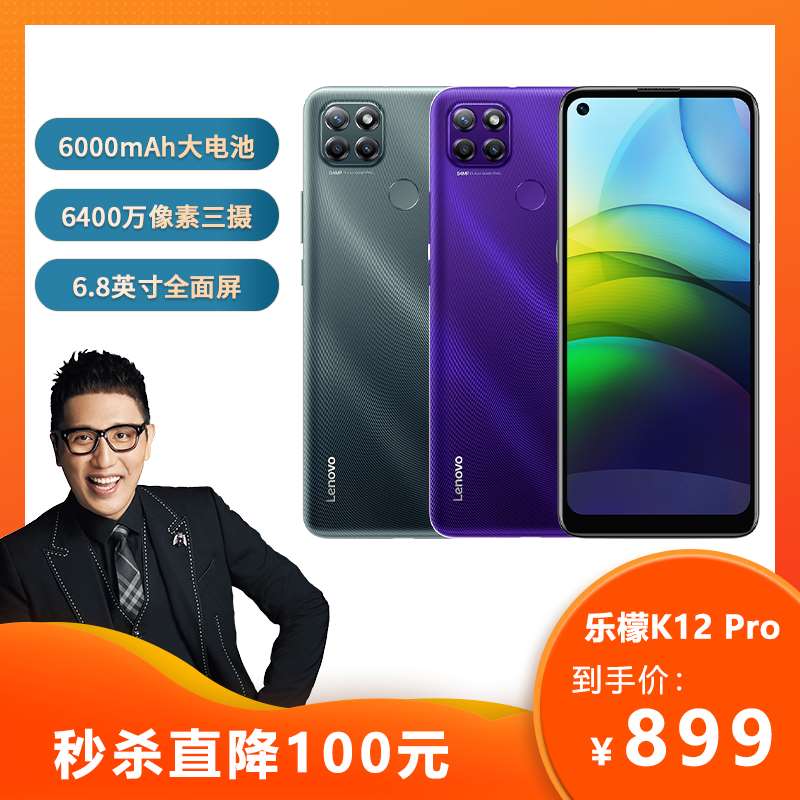 6000mAh大电池
6400万像素三摄
6.8英寸全面屏
64MP
Lenovo
Lenovo
乐檬K12 Pro
到手价:
¥899
秒杀直降100元